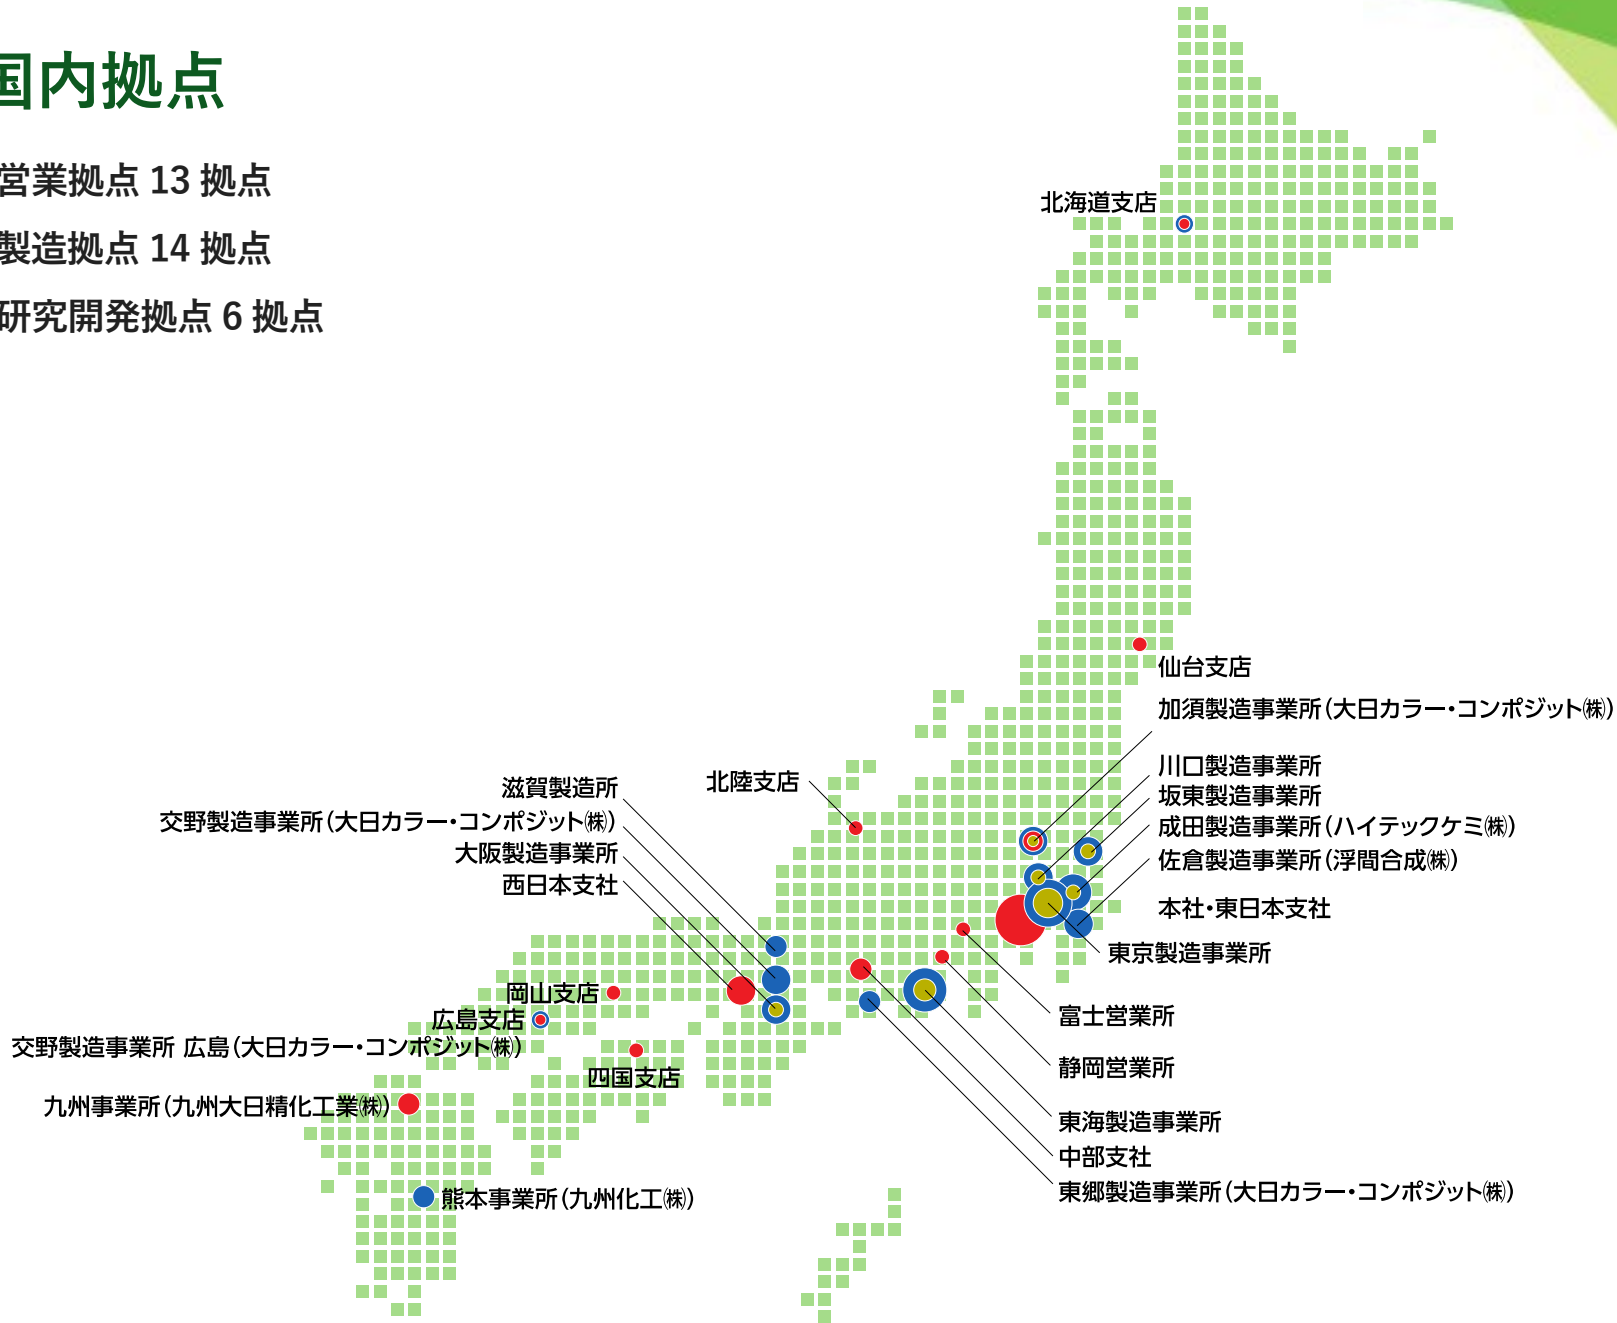 国内拠点
営業拠点 13 拠点
製造拠点 14 拠点
研究開発拠点 6 拠点
北海道支店
仙台支店
加須製造事業所(大日カラー・コンポジット㈱)
川口製造事業所
坂東製造事業所
成田製造事業所(ハイテックケミ㈱)
佐倉製造事業所(浮間合成㈱)
本社・東日本支社
東京製造事業所
北陸支店
滋賀製造所
交野製造事業所(大日カラー・コンポジット㈱)
大阪製造事業所
西日本支社
岡山支店
広島支店
交野製造事業所 広島(大日カラー・コンポジット㈱)
四国支店
九州事業所(九州大日精化工業㈱)
熊本事業所(九州化工㈱)
富士営業所
静岡営業所
東海製造事業所
中部支社
東郷製造事業所(大日カラー・コンポジット㈱)